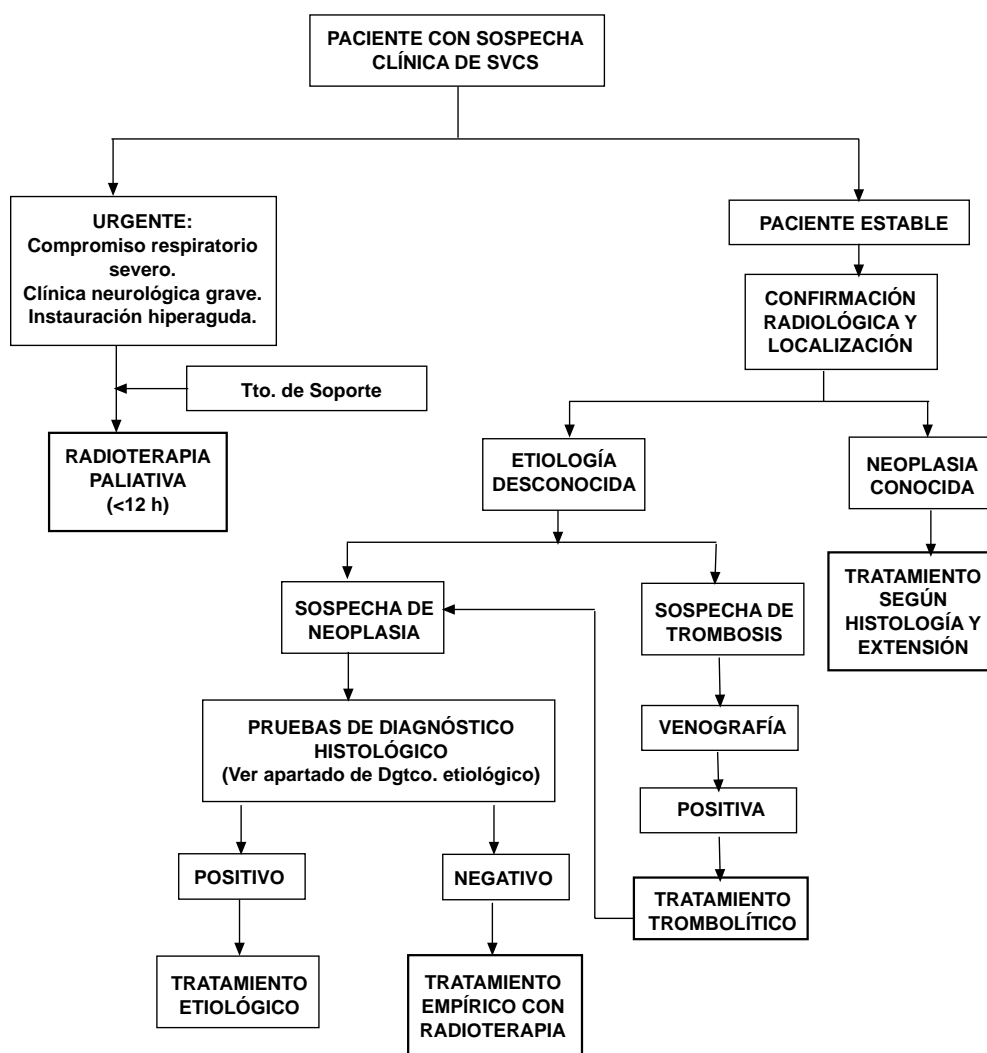 PACIENTE CON SOSPECHA
CLÍNICA DE SVCS
URGENTE:
Compromiso respiratorio
severo.
Clínica neurológica grave.
Instauración hiperaguda.
PACIENTE ESTABLE
CONFIRMACIÓN
RADIOLÓGICA Y
LOCALIZACIÓN
Tto. de Soporte
RADIOTERAPIA
PALIATIVA
(<12 h)
ETIOLOGÍA
DESCONOCIDA
NEOPLASIA
CONOCIDA
SOSPECHA DE
NEOPLASIA
SOSPECHA DE
TROMBOSIS
TRATAMIENTO
SEGÚN
HISTOLOGÍA Y
EXTENSIÓN
PRUEBAS DE DIAGNÓSTICO
HISTOLÓGICO
(Ver apartado de Dgtco. etiológico)
VENOGRAFÍA
POSITIVA
POSITIVO
NEGATIVO
TRATAMIENTO
TROMBOLÍTICO
TRATAMIENTO
ETIOLÓGICO
TRATAMIENTO
EMPÍRICO CON
RADIOTERAPIA